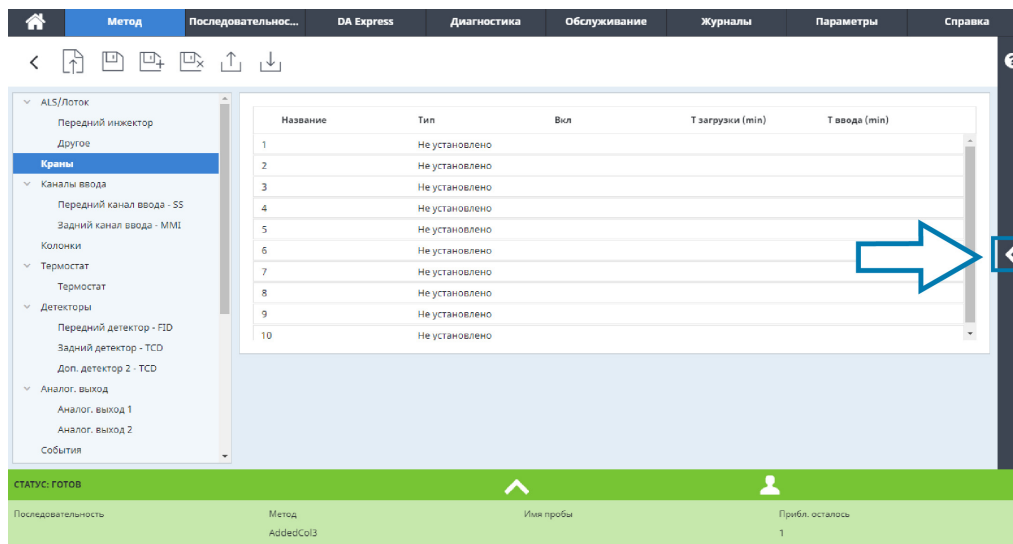 Метод Последовательнос... DA Express Диагностика Обслуживание Журналы Параметры Справка
ALS/Лоток
Передний инжектор
Другое
Краны
Каналы ввода
Передний канал ввода - SS
Задний канал ввода - MMI
Колонки
Термостат
Термостат
Детекторы
Передний детектор - FID
Задний детектор - TCD
Доп. детектор 2 - TCD
Аналог. выход
Аналог. выход 1
Аналог. выход 2
События
Название Тип Вкл Т загрузки (min) Т ввода (min)
1 Не установлено
2 Не установлено
3 Не установлено
4 Не установлено
5 Не установлено
6 Не установлено
7 Не установлено
8 Не установлено
9 Не установлено
10 Не установлено
СТАТУС: ГОТОВ
Последовательность Метод Имя пробы Прибл. осталось
AddedCol3 1